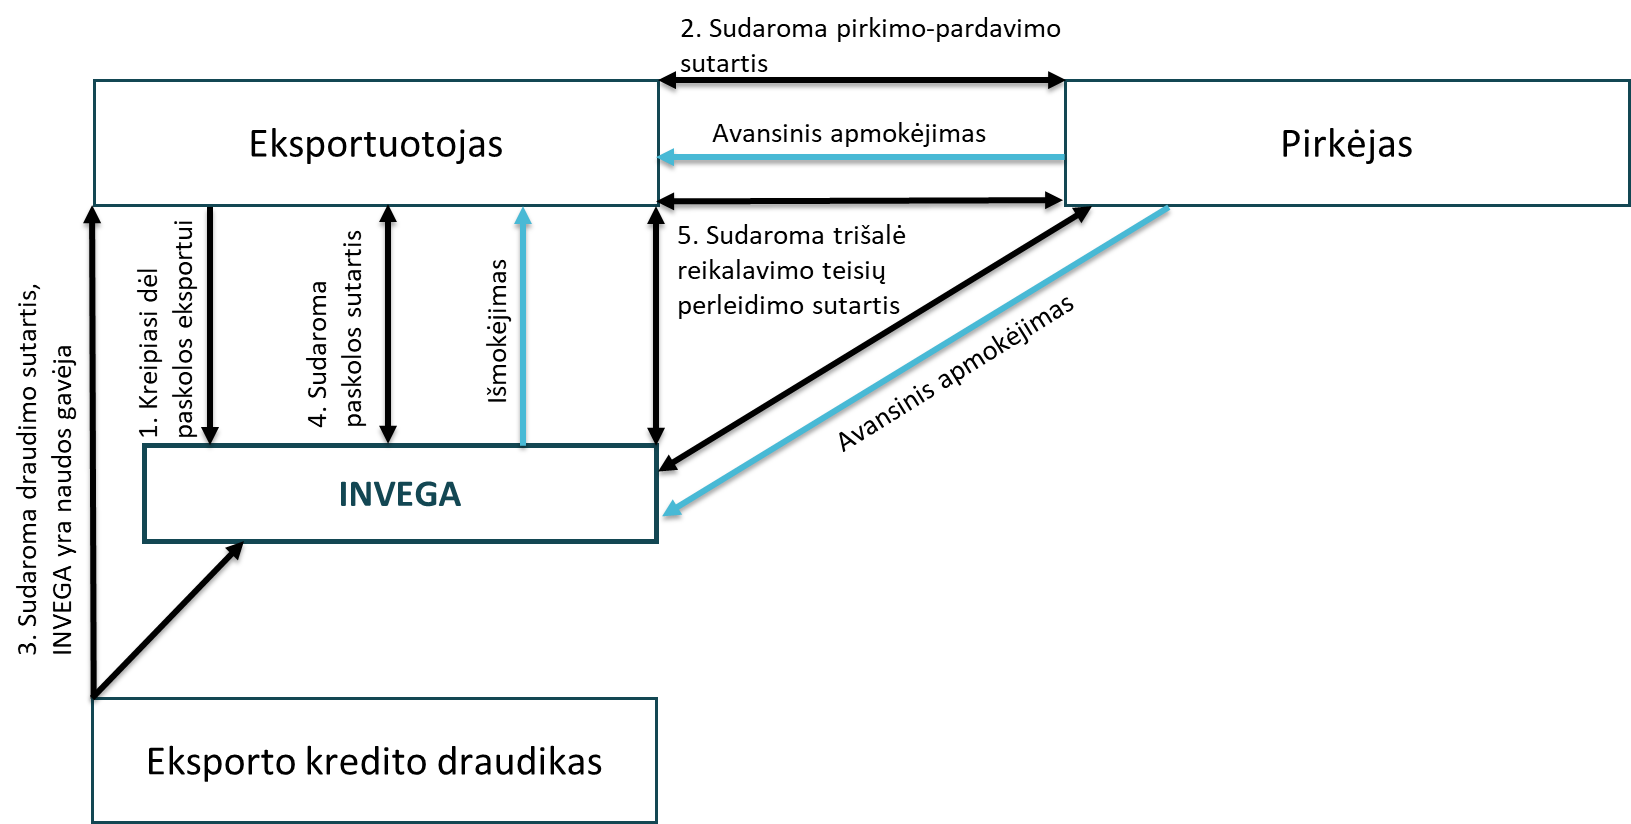 2. Sudaroma pirkimo-pardavimo
sutartis
Eksportuotojas
Avansinis apmokėjimas
Pirkėjas
5. Sudaroma trišalė
reikalavimo teisių
perleidimo sutartis
1. Kreipiasi dėl
paskolos eksportui
4. Sudaroma
paskolos sutartis
Išmokėjimas
Avansinis apmokėjimas
3. Sudaroma draudimo sutartis,
INVEGA yra naudos gavėja
INVEGA
Eksporto kredito draudikas